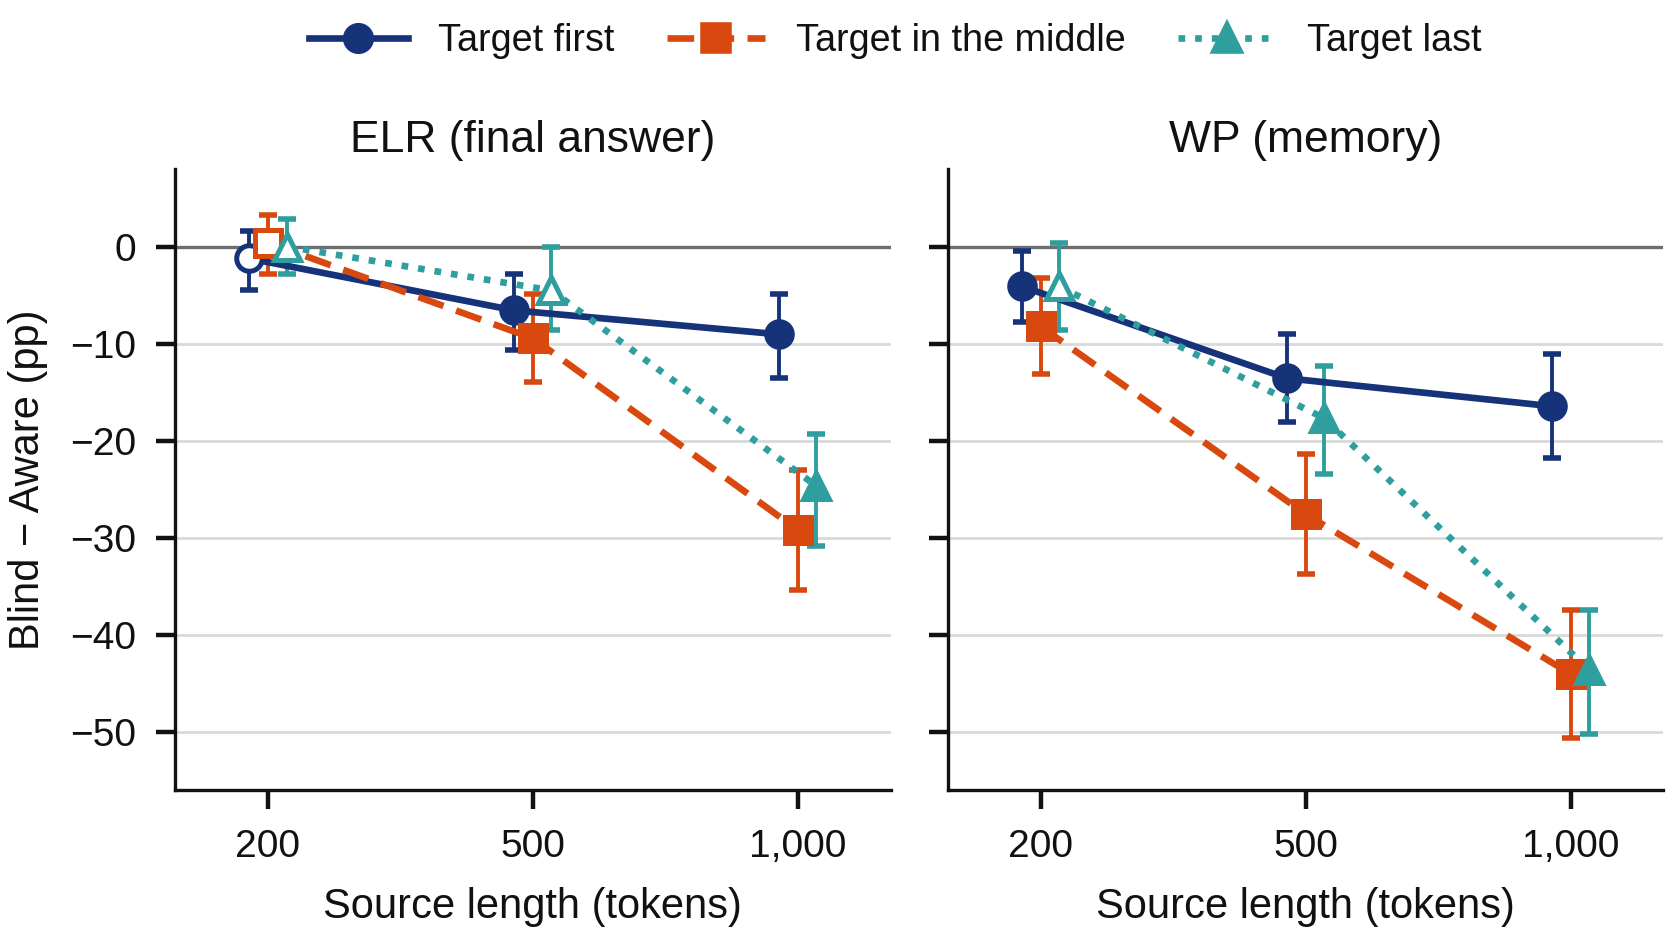 Target first
Target in the middle
Target last
ELR (final answer)
WP (memory)
Blind – Aware (pp)
0
−10
−20
−30
−40
−50
200
500
1,000
200
500
1,000
Source length (tokens)
Source length (tokens)